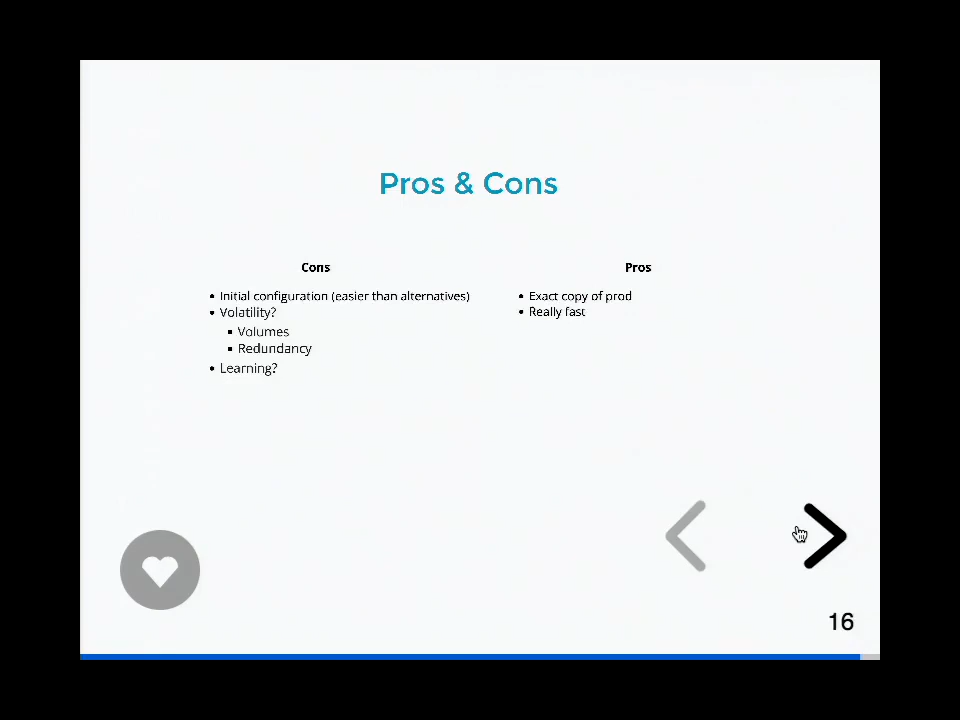 Pros & Cons
Cons
Initial configuration (easier than alternatives)
Volatility?
Volumes
Redundancy
Learning?
Pros
Exact copy of prod
Really fast
16